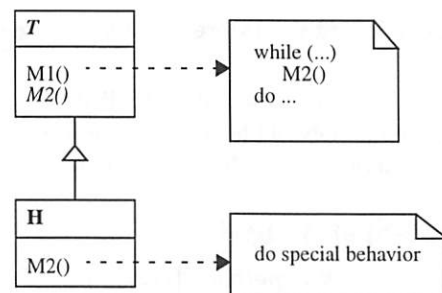 T
M1()
M2()
while (...)
M2()
do ...
H
M2()
do special behavior